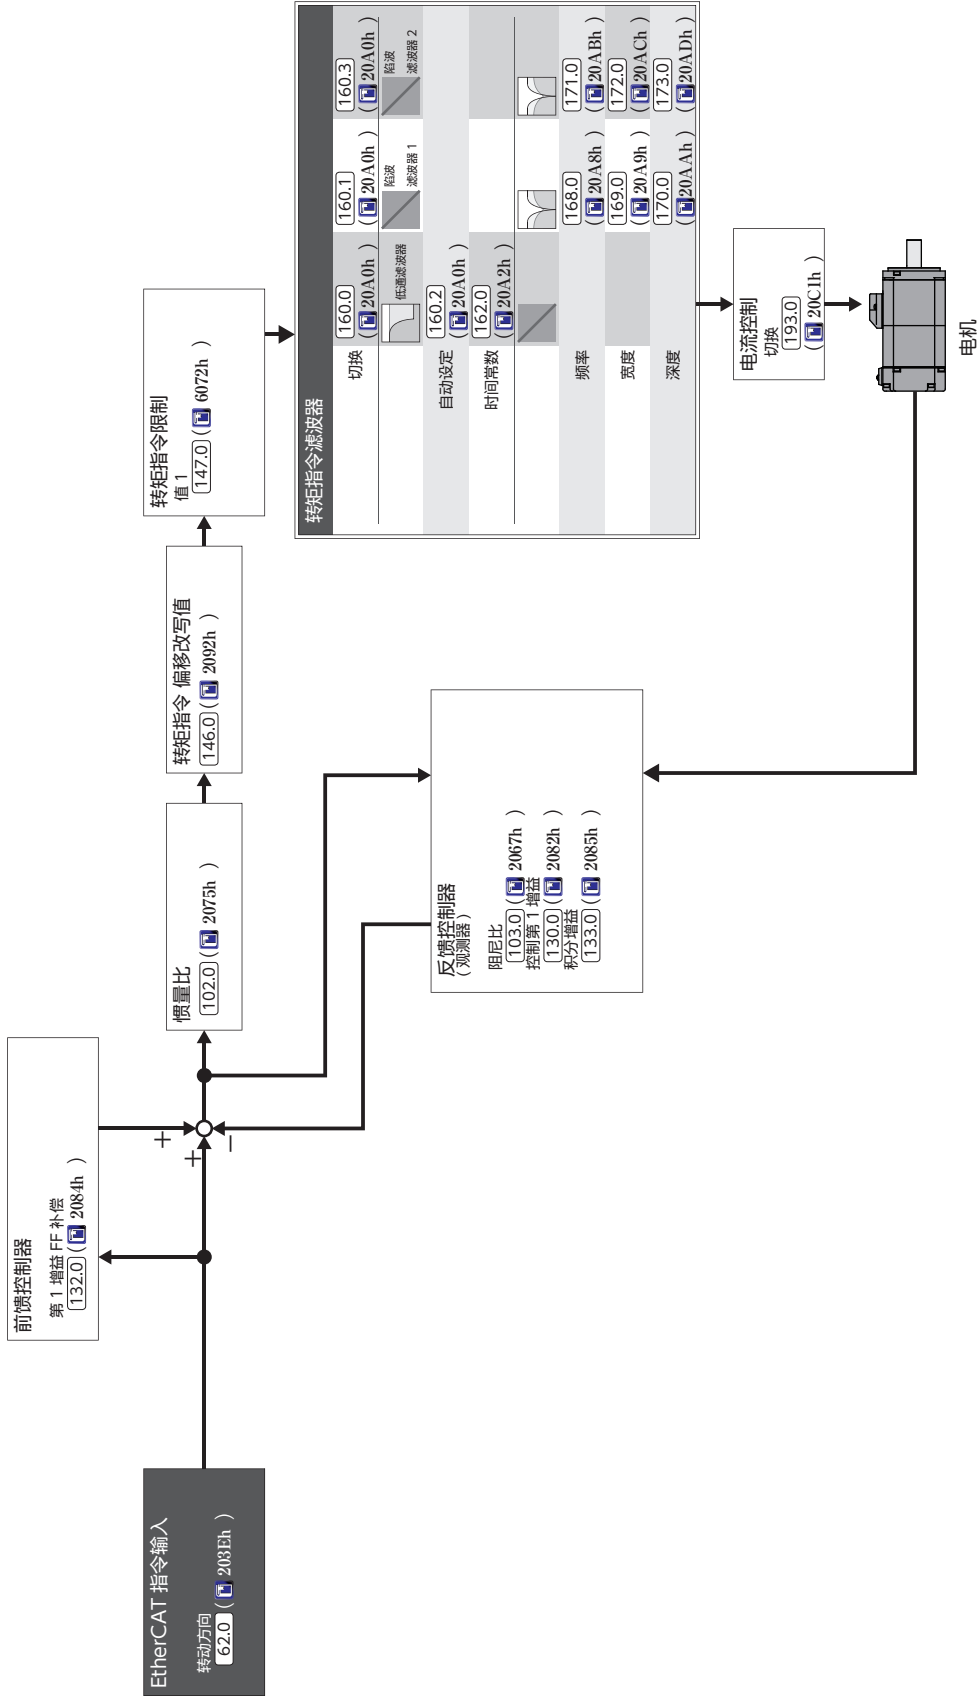 EtherCAT 指令输入
转动方向
62.0 ( 203Eh )
前馈控制器
第 1 增益 FF 补偿
132.0 ( 2084h )
+
+
−
惯量比
102.0 ( 2075h )
转矩指令 偏移改写值
146.0 ( 2092h )
转矩指令限制
值 1
147.0 ( 6072h )
反馈控制器
( 观测器 )
阻尼比
103.0 ( 2067h )
控制第 1 增益
130.0 ( 2082h )
积分增益
133.0 ( 2085h )
转矩指令滤波器
切换 160.0 160.1 160.3
( 20A0h ) ( 20A0h ) ( 20A0h )
低通滤波器 陷波 陷波
滤波器 1 滤波器 2
自动设定 160.2
( 20A0h )
时间常数 162.0
( 20A2h )
频率 168.0 171.0
( 20A8h ) ( 20ABh )
宽度 169.0 172.0
( 20A9h ) ( 20ACh )
深度 170.0 173.0
( 20AAh ) ( 20ADh )
电流控制
切换
193.0
( 20C1h )
电机